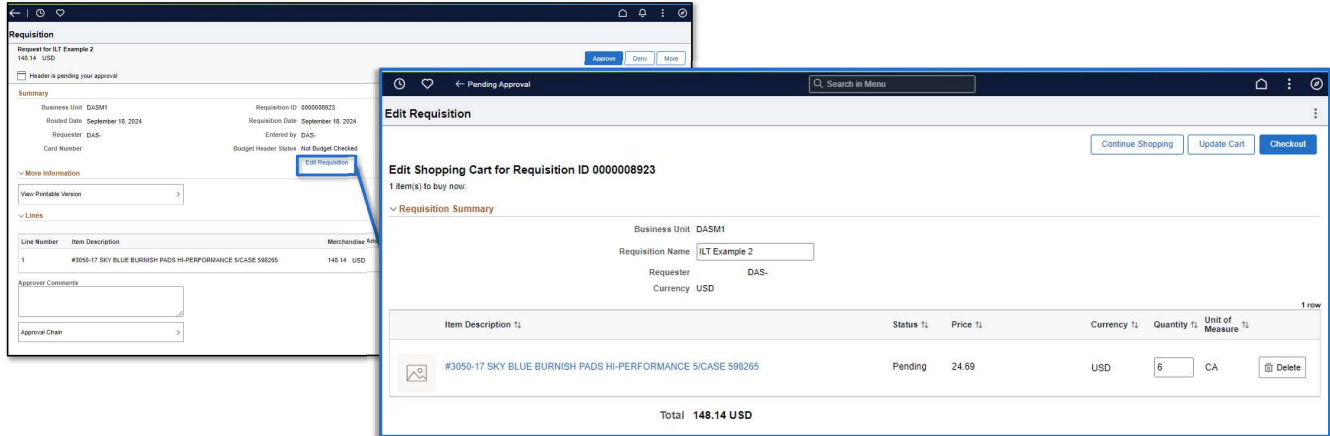 Requisition
Request for ILT Example 2
148.14 USD
Approve Deny More
Header is pending your approval
Summary
Business Unit DASM1 Requisition ID 0000008923
Routed Date September 18, 2024 Requisition Date September 18, 2024
Requester DAS- Entered by DAS-
Card Number Budget Header Status Not Budget Checked
Edit Requisition
More Information
View Printable Version
Lines
Line Number Item Description Merchandise Am
1 #3050-17 SKY BLUE BURNISH PADS HI-PERFORMANCE 5/CASE 598265 148.14 USD
Approver Comments
Approval Chain
Pending Approval Search in Menu
Edit Requisition
Continue Shopping Update Cart Checkout
Edit Shopping Cart for Requisition ID 0000008923
1 item(s) to buy now.
Requisition Summary
Business Unit DASM1
Requisition Name ILT Example 2
Requester DAS-
Currency USD
1 row
Item Description Status Price Currency Quantity Unit of Measure
#3050-17 SKY BLUE BURNISH PADS HI-PERFORMANCE 5/CASE 598265 Pending 24.69 USD 6 CA Delete
Total 148.14 USD